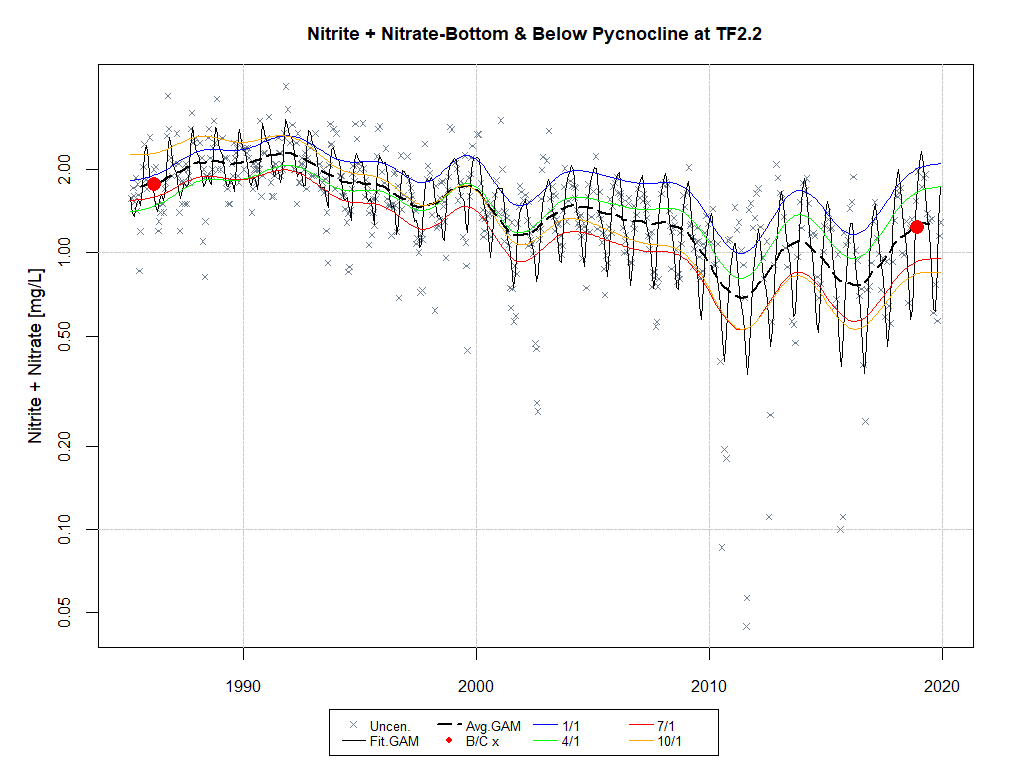 Nitrite + Nitrate-Bottom & Below Pycnocline at TF2.2
Nitrite + Nitrate [mg/L]
2.00
1.00
0.50
0.20
0.10
0.05
1990 2000 2010 2020
Uncen. Avg.GAM 1/1 7/1
Fit.GAM B/C x 4/1 10/1